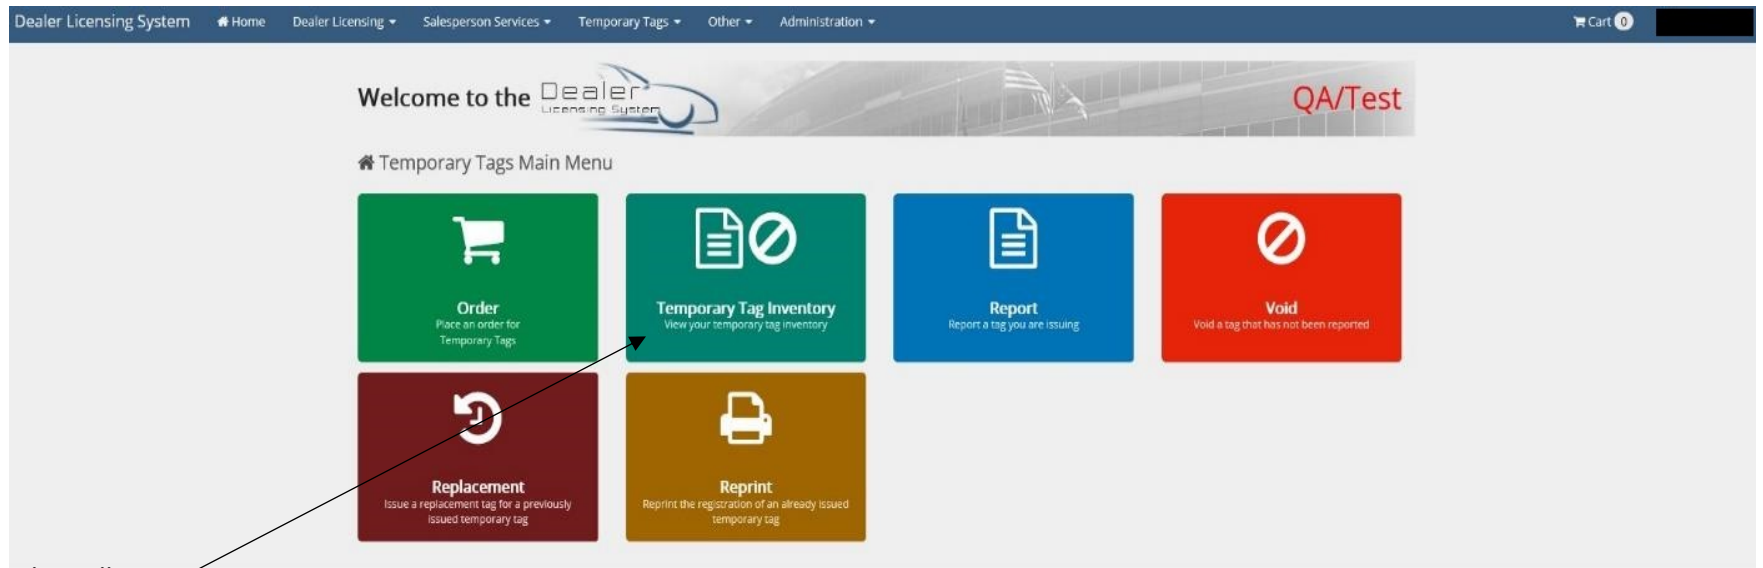 Dealer Licensing System Home Dealer Licensing Salesperson Services Temporary Tags Other Administration Cart 0
Welcome to the Dealer Licensing System QA/Test
Temporary Tags Main Menu
Order
Place an order for
Temporary Tags
Temporary Tag Inventory
View your temporary tag inventory
Report
Report a tag you are issuing
Void
Void a tag that has not been reported
Replacement
Issue a replacement tag for a previously
issued temporary tag
Reprint
Reprint the registration of an already issued
temporary tag